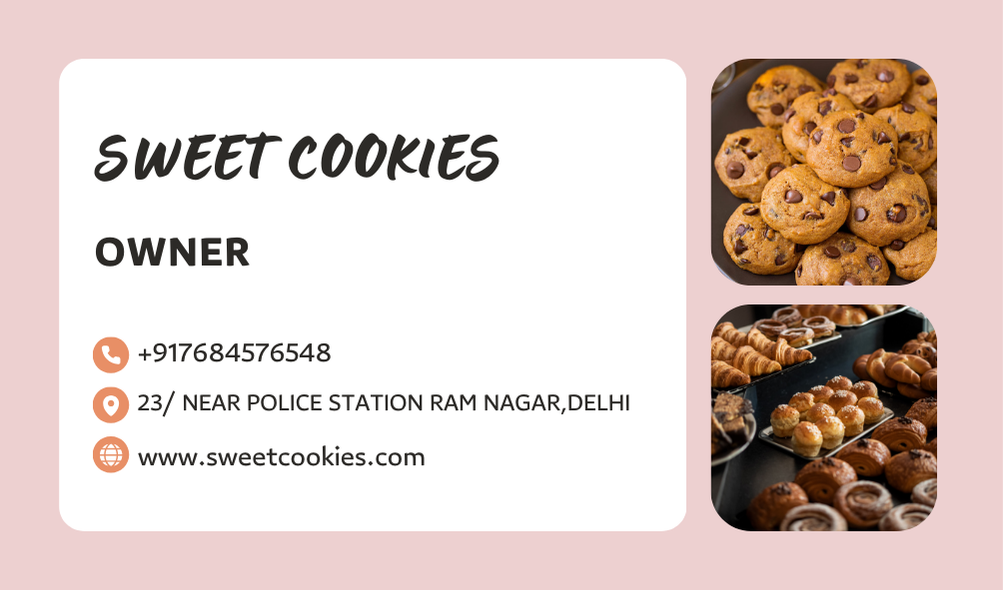 SWEET COOKIES
OWNER
+917684576548
23/ NEAR POLICE STATION RAM NAGAR,DELHI
www.sweetcookies.com